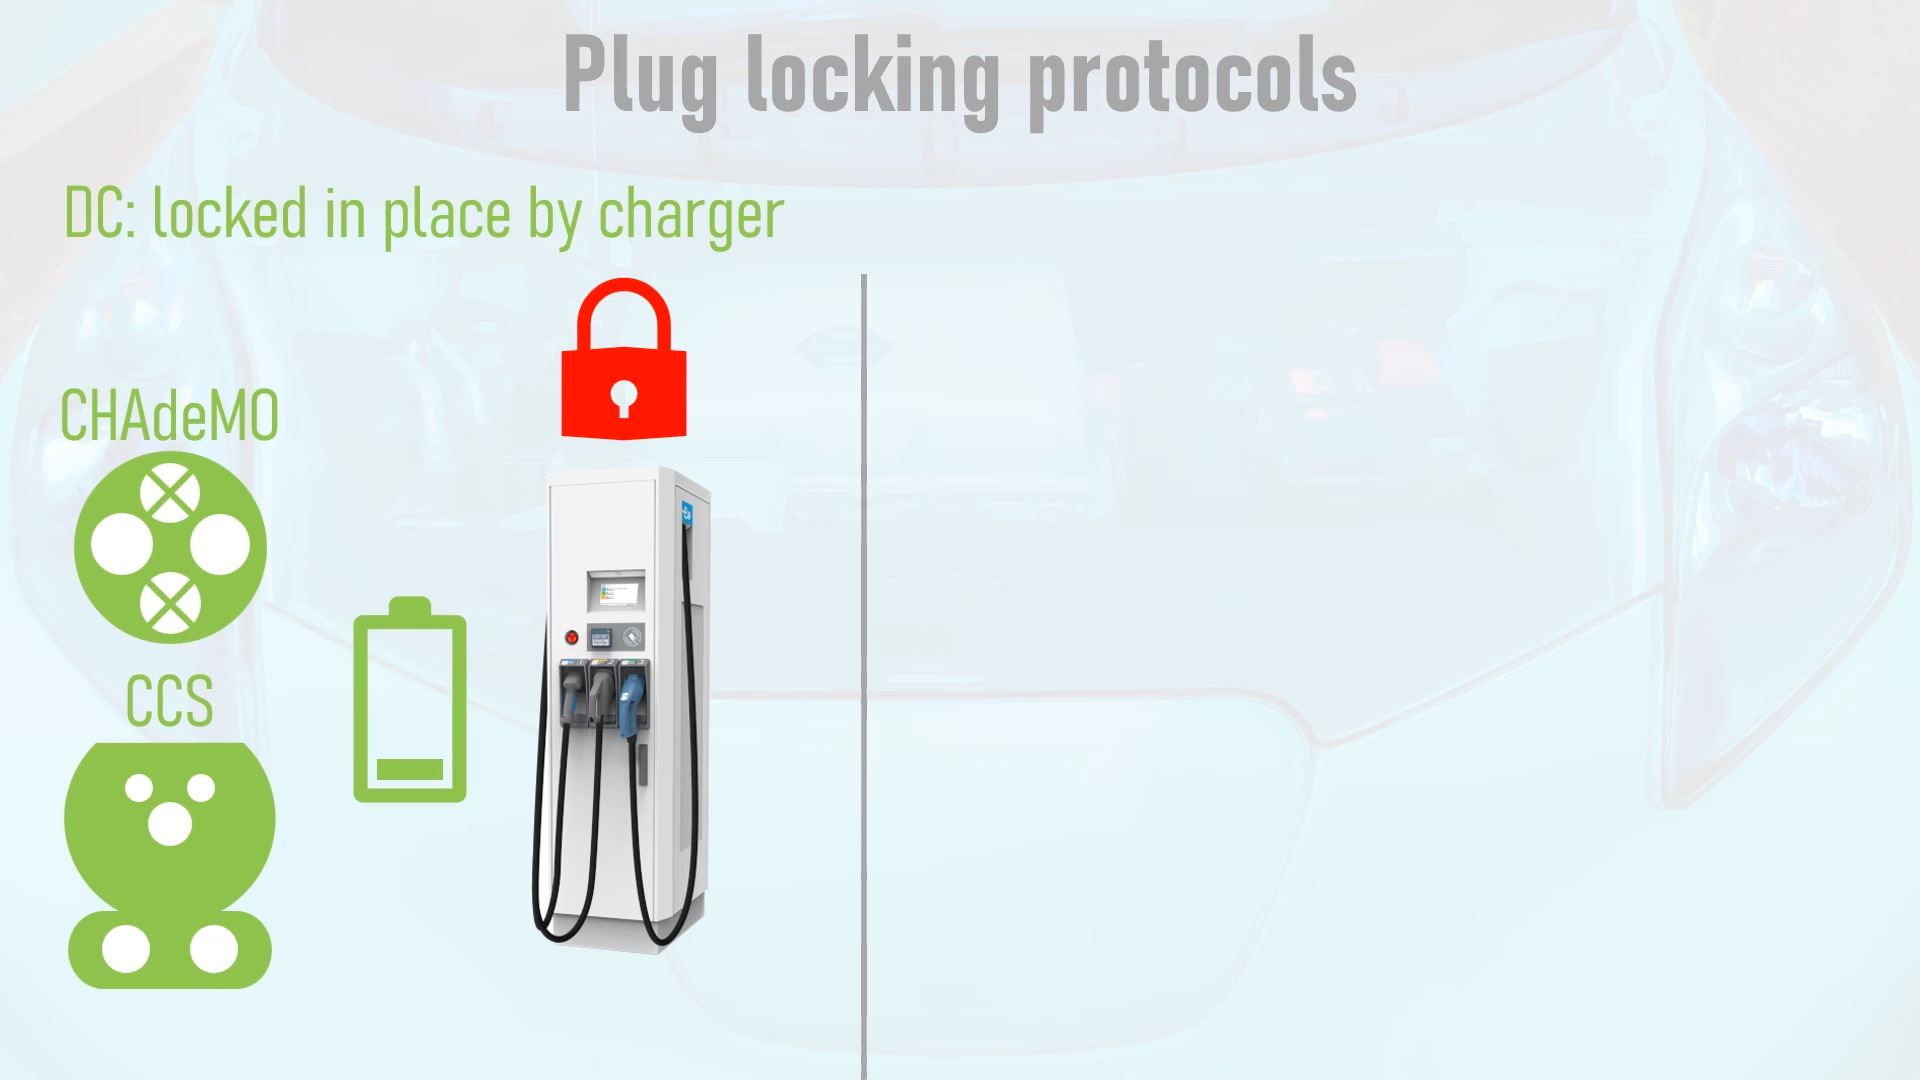 Plug locking protocols
DC: locked in place by charger
CHAdeMO
CCS